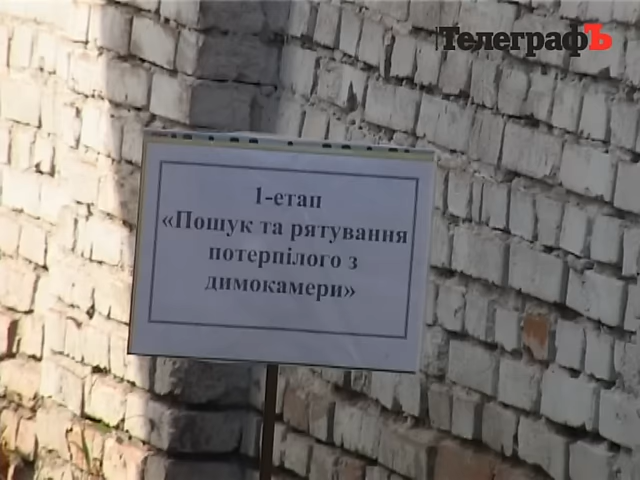 ТелеграфЪ
1-етап
«Пошук та рятування
потерпілого з
димокамери»